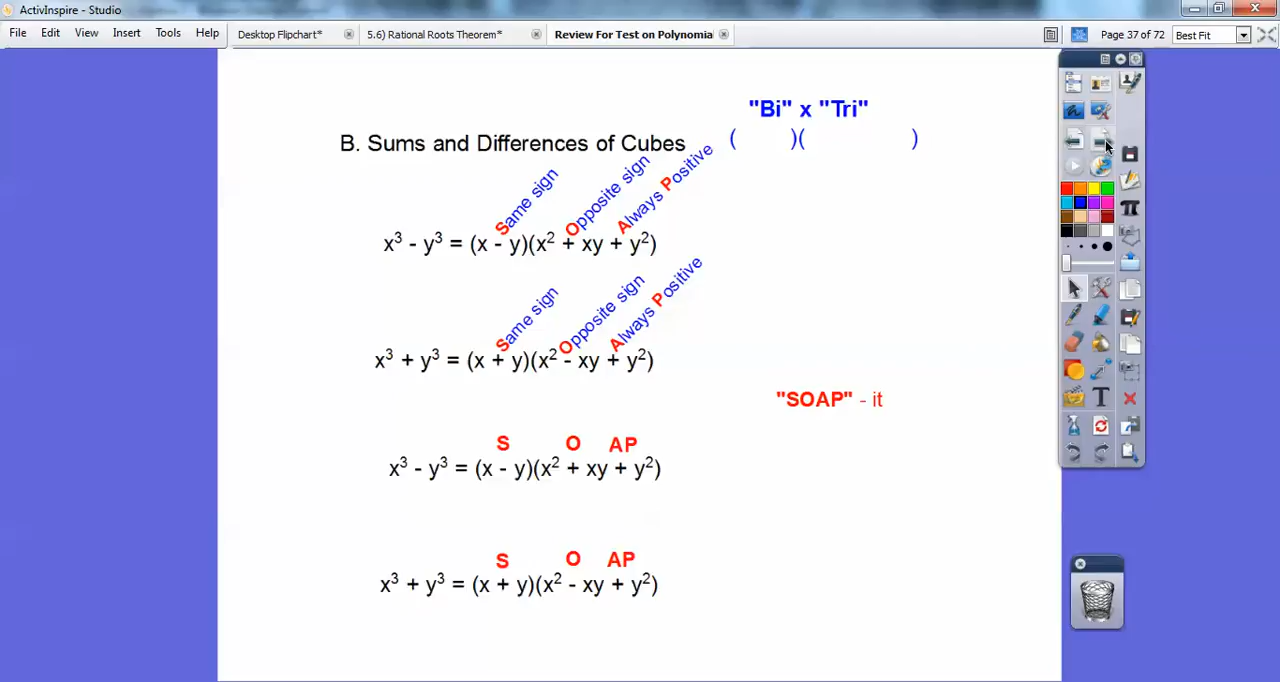 ActivInspire - Studio
File Edit View Insert Tools Help
Desktop Flipchart* 5.6) Rational Roots Theorem* Review For Test on Polynomial Page 37 of 72 Best Fit
"Bi" x "Tri"
B. Sums and Differences of Cubes ( )( )
Same sign Opposite sign Always Positive
x³ - y³ = (x - y)(x² + xy + y²)
Same sign Opposite sign Always Positive
x³ + y³ = (x + y)(x² - xy + y²)
"SOAP" - it
S O AP
x³ - y³ = (x - y)(x² + xy + y²)
S O AP
x³ + y³ = (x + y)(x² - xy + y²)